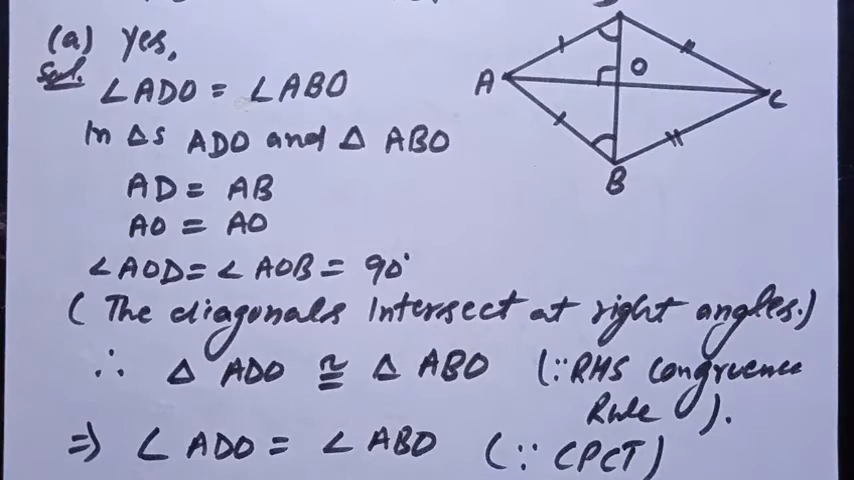 (a) Yes,
Sol.
∠ADO = ∠ABO
In Δs ADO and Δ ABO
AD = AB
AO = AO
∠AOD = ∠AOB = 90°
( The diagonals Intersect at right angles.)
∴ Δ ADO ≅ Δ ABO (∵ RHS Congruence
Rule ).
⇒ ∠ ADO = ∠ ABO (∵ CPCT)
A
O
C
B